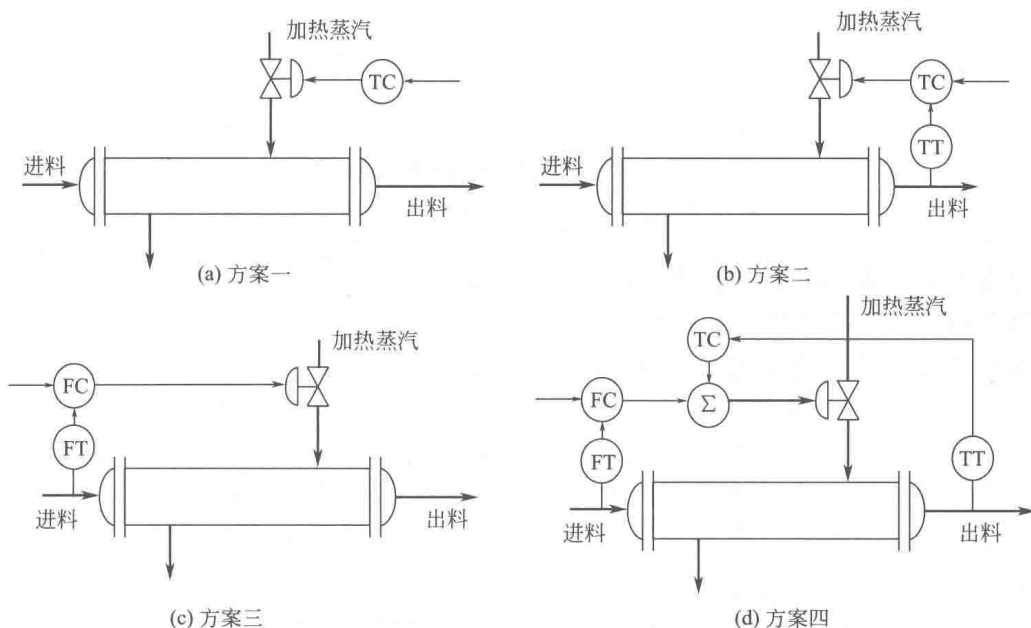 加热蒸汽
TC
进料
出料
(a) 方案一
加热蒸汽
TC
TT
进料
出料
(b) 方案二
加热蒸汽
FC
FT
进料
出料
(c) 方案三
加热蒸汽
TC
FC
Σ
FT
TT
进料
出料
(d) 方案四